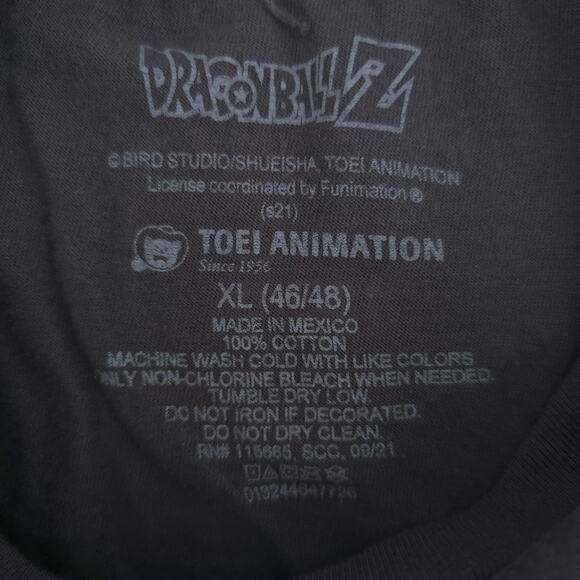 DRAGONBALL Z
©BIRD STUDIO/SHUEISHA, TOEI ANIMATION
License coordinated by Funimation®
(s21)
TOEI ANIMATION
Since 1956
XL (46/48)
MADE IN MEXICO
100% COTTON
MACHINE WASH COLD WITH LIKE COLORS
ONLY NON-CHLORINE BLEACH WHEN NEEDED.
TUMBLE DRY LOW.
DO NOT IRON IF DECORATED.
DO NOT DRY CLEAN.
RN# 115665, SCC, 09/21
013244647726